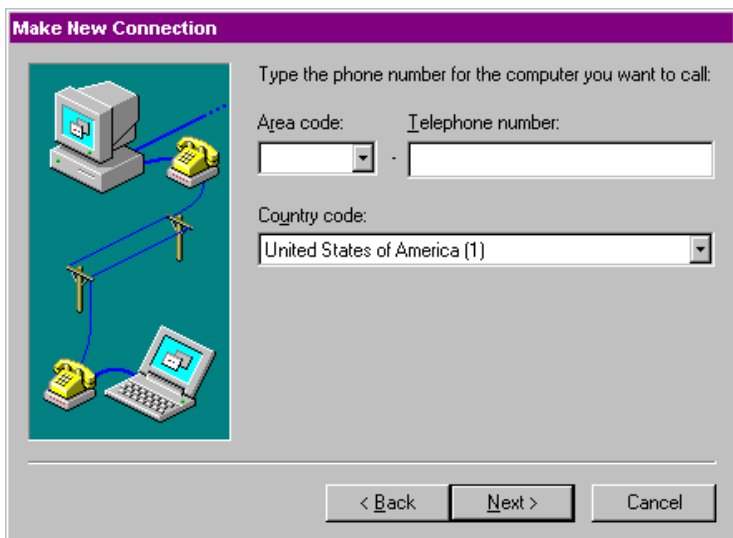 Make New Connection
Type the phone number for the computer you want to call:
Area code: Telephone number:
-
Country code:
United States of America (1)
< Back Next > Cancel